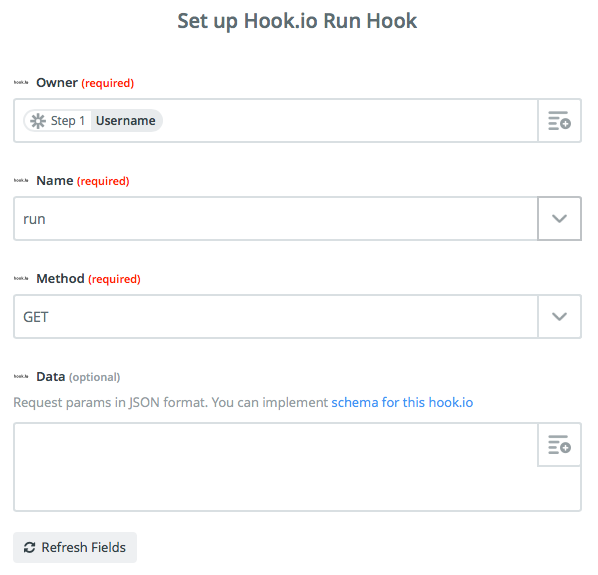 Set up Hook.io Run Hook
hook.io Owner (required)
Step 1 Username
hook.io Name (required)
run
hook.io Method (required)
GET
hook.io Data (optional)
Request params in JSON format. You can implement schema for this hook.io
Refresh Fields